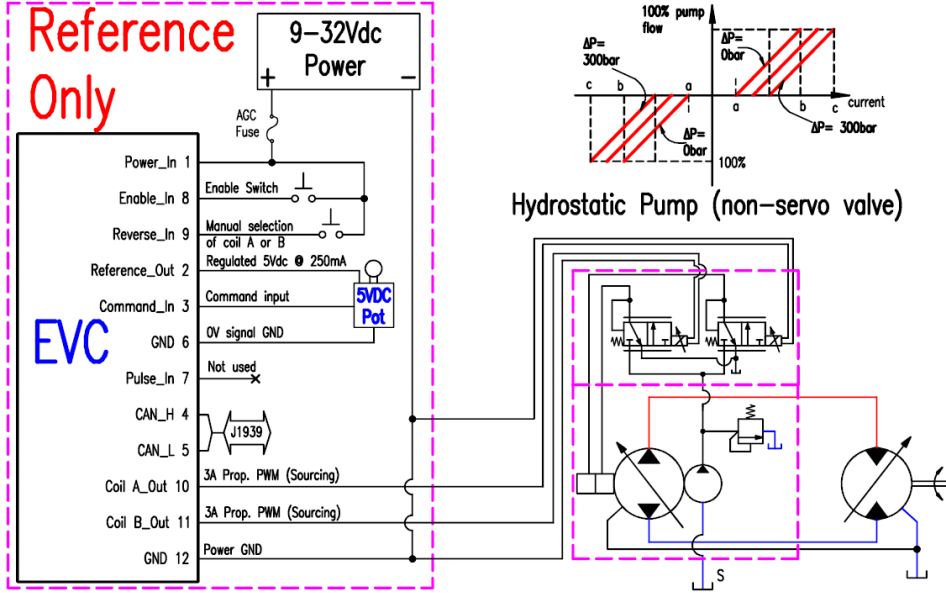 Reference
Only
9-32Vdc
Power
+
−
AGC
Fuse
Power_In 1
Enable_In 8
Enable Switch
Reverse_In 9
Manual selection
of coil A or B
Reference_Out 2
Regulated 5Vdc @ 250mA
Command_In 3
Command input
5VDC
Pot
EVC
GND 6
0V signal GND
Pulse_In 7
Not used
CAN_H 4
J1939
CAN_L 5
Coil A_Out 10
3A Prop. PWM (Sourcing)
Coil B_Out 11
3A Prop. PWM (Sourcing)
GND 12
Power GND
100% pump
flow
ΔP=
300bar
ΔP=
0bar
c
b
a
a
b
c
current
ΔP=
0bar
ΔP= 300bar
100%
Hydrostatic Pump (non-servo valve)
S